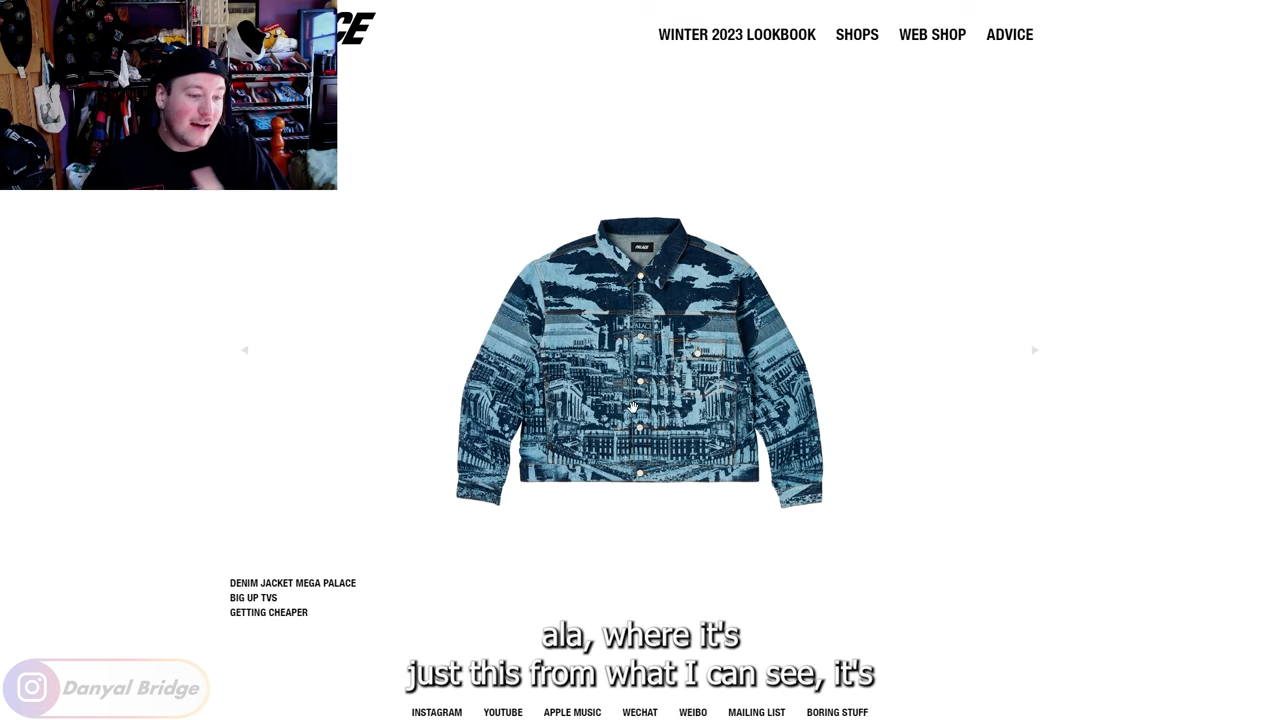 WINTER 2023 LOOKBOOK SHOPS WEB SHOP ADVICE
PALACE
PALACE
DENIM JACKET MEGA PALACE
BIG UP TVS
GETTING CHEAPER
ala, where it's
just this from what I can see, it's
Danyal Bridge
INSTAGRAM YOUTUBE APPLE MUSIC WECHAT WEIBO MAILING LIST BORING STUFF